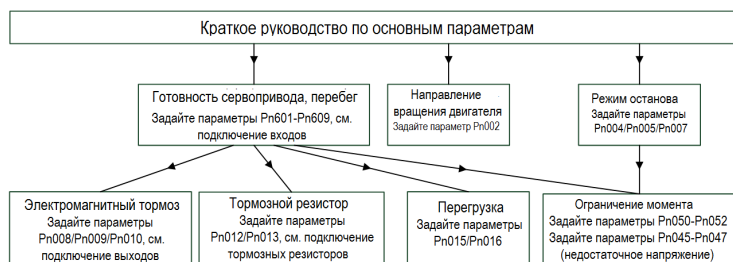 Краткое руководство по основным параметрам
Готовность сервопривода, перебег
Задайте параметры Pn601-Pn609, см.
подключение входов
Направление
вращения двигателя
Задайте параметр Pn002
Режим останова
Задайте параметры
Pn004/Pn005/Pn007
Электромагнитный тормоз
Задайте параметры
Pn008/Pn009/Pn010, см.
подключение выходов
Тормозной резистор
Задайте параметры
Pn012/Pn013, см. подключение
тормозных резисторов
Перегрузка
Задайте параметры
Pn015/Pn016
Ограничение момента
Задайте параметры Pn050-Pn052
Задайте параметры Pn045-Pn047
(недостаточное напряжение)